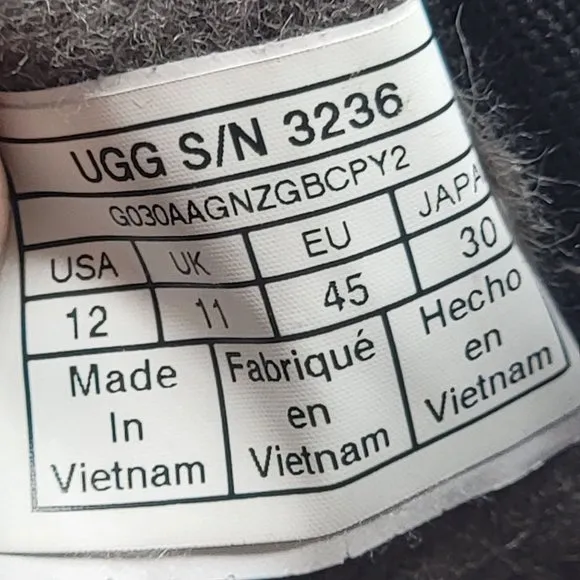 UGG S/N 3236
G030AAGNZGBCPY2
USA UK EU JAPA
12 11 45 30
Made In Vietnam
Fabriqué en Vietnam
Hecho en Vietnam